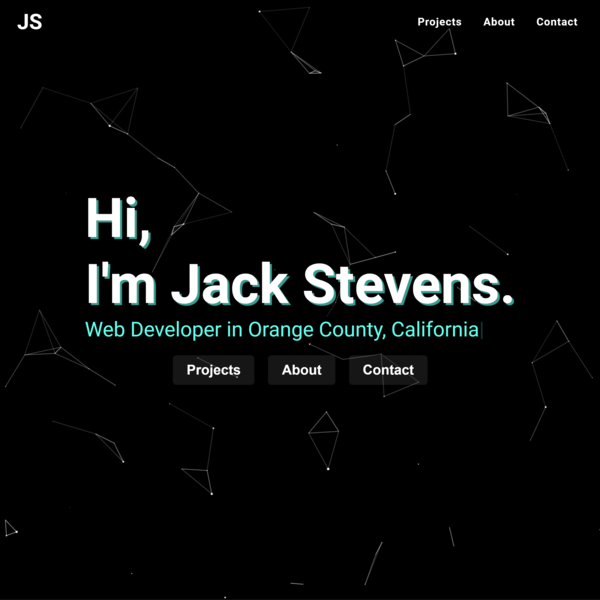 JS
Projects About Contact
Hi,
I'm Jack Stevens.
Web Developer in Orange County, California
Projects About Contact